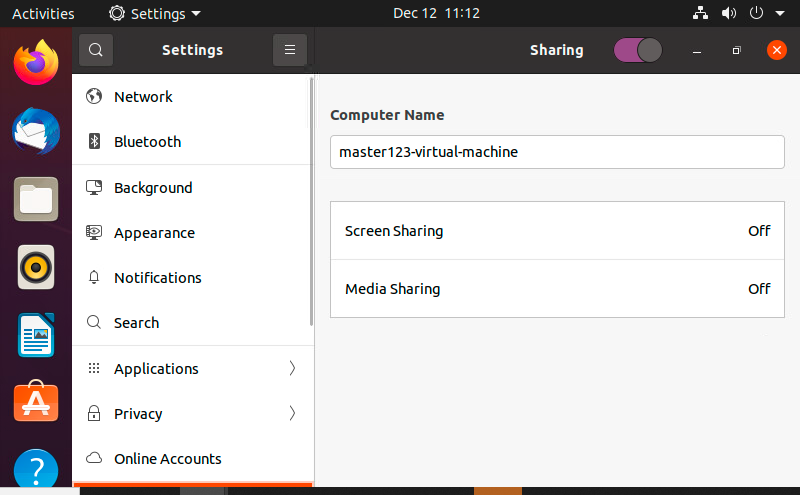 Activities
Settings
Dec 12 11:12
Settings
Sharing
Network
Bluetooth
Background
Appearance
Notifications
Search
Applications
Privacy
Online Accounts
Computer Name
master123-virtual-machine
Screen Sharing Off
Media Sharing Off